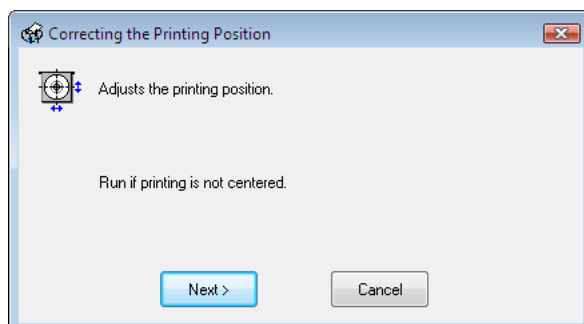 Correcting the Printing Position
Adjusts the printing position.
Run if printing is not centered.
Next >
Cancel